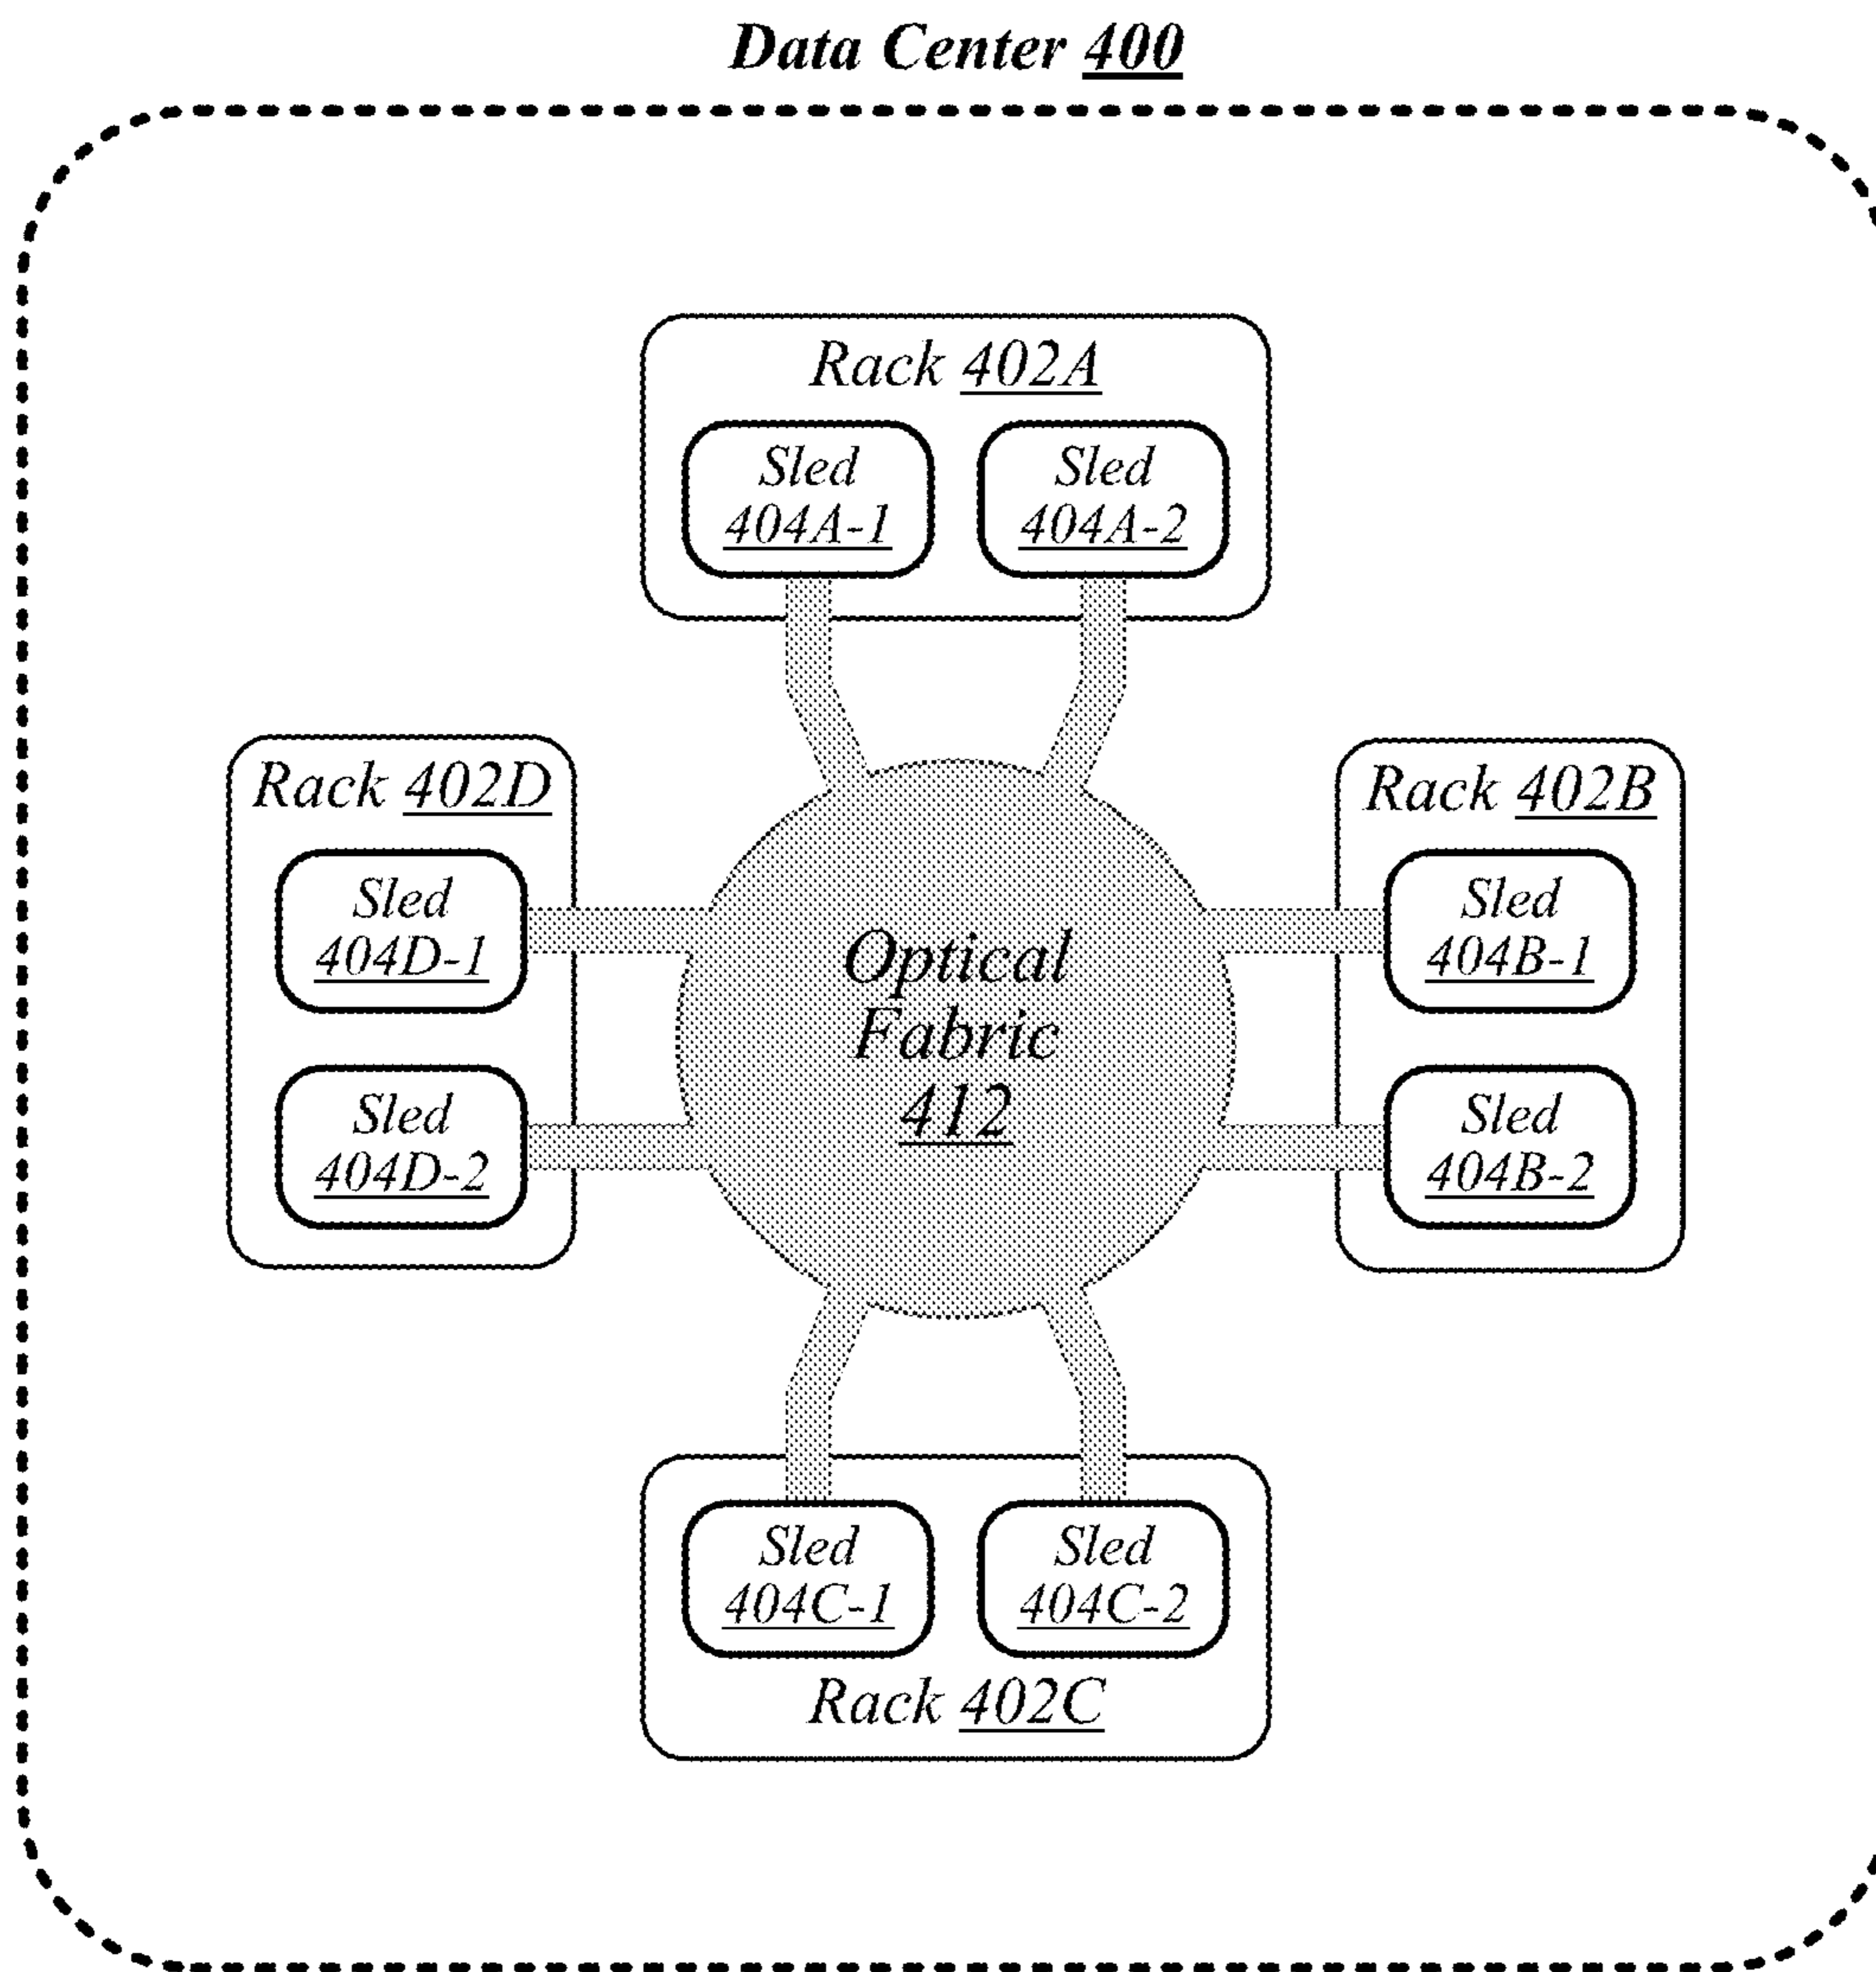 Data Center 400
Rack 402A
Sled
404A-1
Sled
404A-2
Rack 402D
Sled
404D-1
Sled
404D-2
Optical
Fabric
412
Rack 402B
Sled
404B-1
Sled
404B-2
Sled
404C-1
Sled
404C-2
Rack 402C